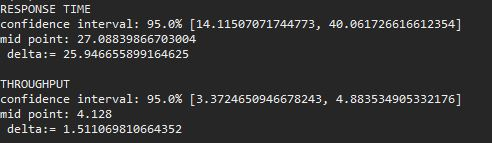 RESPONSE TIME
confidence interval: 95.0% [14.11507071744773, 40.061726616612354]
mid point: 27.08839866703004
 delta:= 25.946655899164625

THROUGHPUT
confidence interval: 95.0% [3.3724650946678243, 4.883534905332176]
mid point: 4.128
 delta:= 1.511069810664352